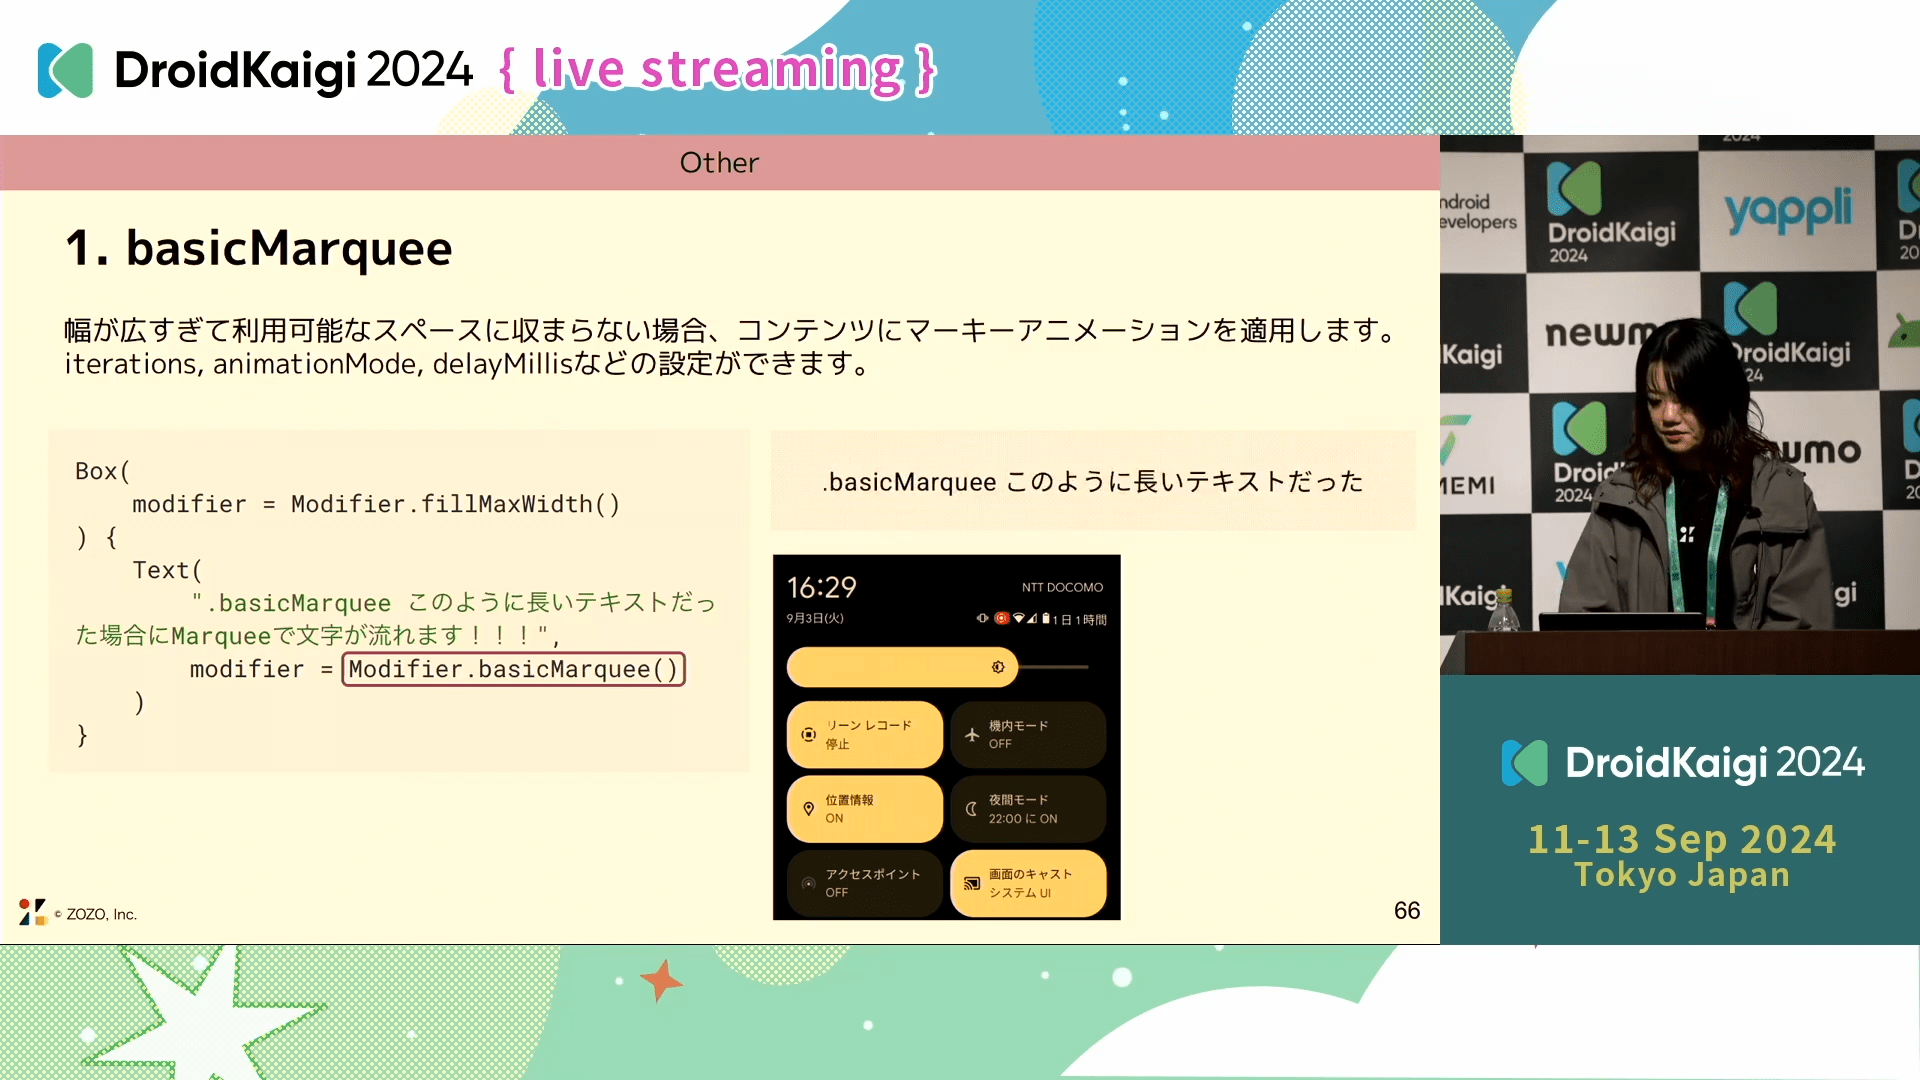 DroidKaigi 2024 { live streaming }
Other
1. basicMarquee
幅が広すぎて利用可能なスペースに収まらない場合、コンテンツにマーキーアニメーションを適用します。
iterations, animationMode, delayMillisなどの設定ができます。
Box(
modifier = Modifier.fillMaxWidth()
) {
Text(
".basicMarquee このように長いテキストだっ
た場合にMarqueeで文字が流れます！！！",
modifier = Modifier.basicMarquee()
)
}
.basicMarquee このように長いテキストだった
16:29
NTT DOCOMO
9月3日(火)
1日1時間
リーン レコード
停止
機内モード
OFF
位置情報
ON
夜間モード
22:00 に ON
アクセスポイント
OFF
画面のキャスト
システム UI
© ZOZO, Inc.
66
2024
ndroid
evelopers
DroidKaigi
2024
yappli
D
20
Kaigi
newm
DroidKaigi
24
EMI
Droid
2024
umo
D
20
Kaig
gi
DroidKaigi 2024
11-13 Sep 2024
Tokyo Japan